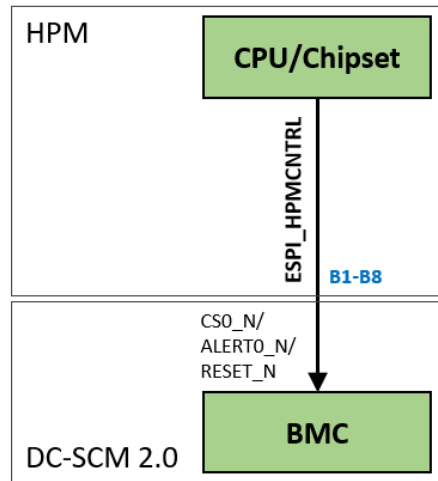 HPM
CPU/Chipset
ESPI_HPMCNTRL
B1-B8
CS0_N/
ALERT0_N/
RESET_N
BMC
DC-SCM 2.0